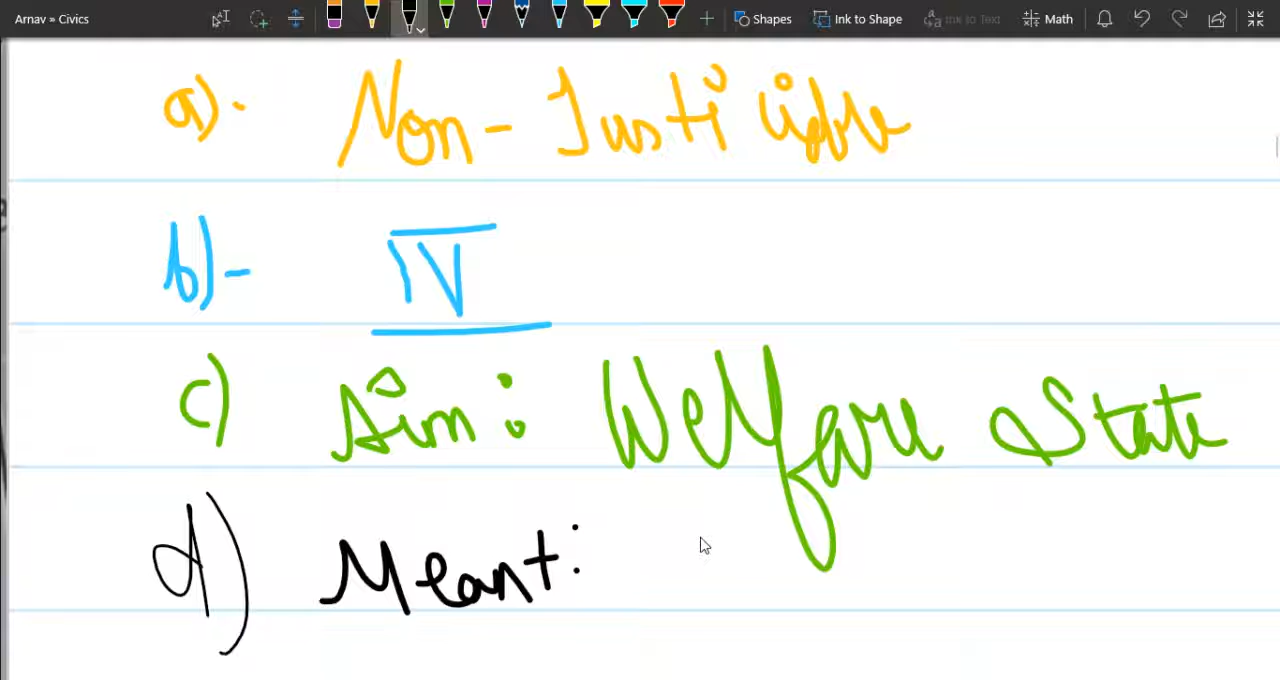 Arnav » Civics
Shapes
Ink to Shape
Ink to Text
Math
a). Non-Justiciable
b)- IV
c) Aim: Welfare State
d) Meant: